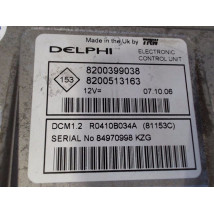 Made in the UK by TRW
DELPHI ELECTRONIC CONTROL UNIT
8200399038
153 8200513163
12V= 07.10.06
DCM1.2 R0410B034A (81153C)
SERIAL No 84970998 KZG